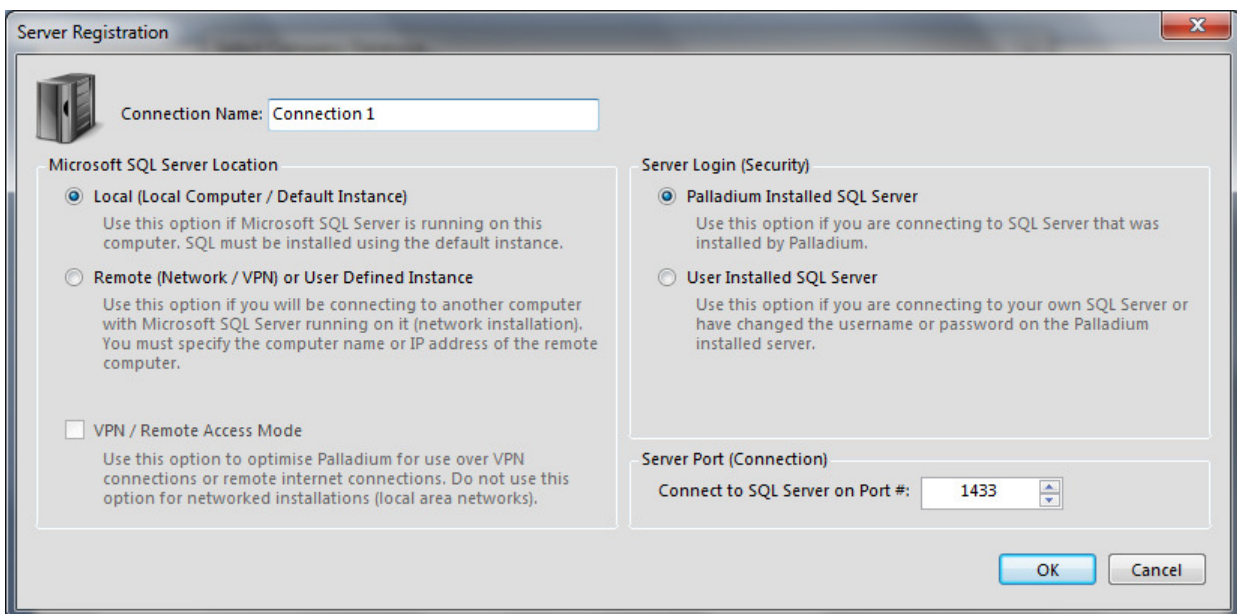 Server Registration
Connection Name: Connection 1
Microsoft SQL Server Location
Local (Local Computer / Default Instance)
Use this option if Microsoft SQL Server is running on this
computer. SQL must be installed using the default instance.
Remote (Network / VPN) or User Defined Instance
Use this option if you will be connecting to another computer
with Microsoft SQL Server running on it (network installation).
You must specify the computer name or IP address of the remote
computer.
VPN / Remote Access Mode
Use this option to optimise Palladium for use over VPN
connections or remote internet connections. Do not use this
option for networked installations (local area networks).
Server Login (Security)
Palladium Installed SQL Server
Use this option if you are connecting to SQL Server that was
installed by Palladium.
User Installed SQL Server
Use this option if you are connecting to your own SQL Server or
have changed the username or password on the Palladium
installed server.
Server Port (Connection)
Connect to SQL Server on Port #: 1433
OK Cancel